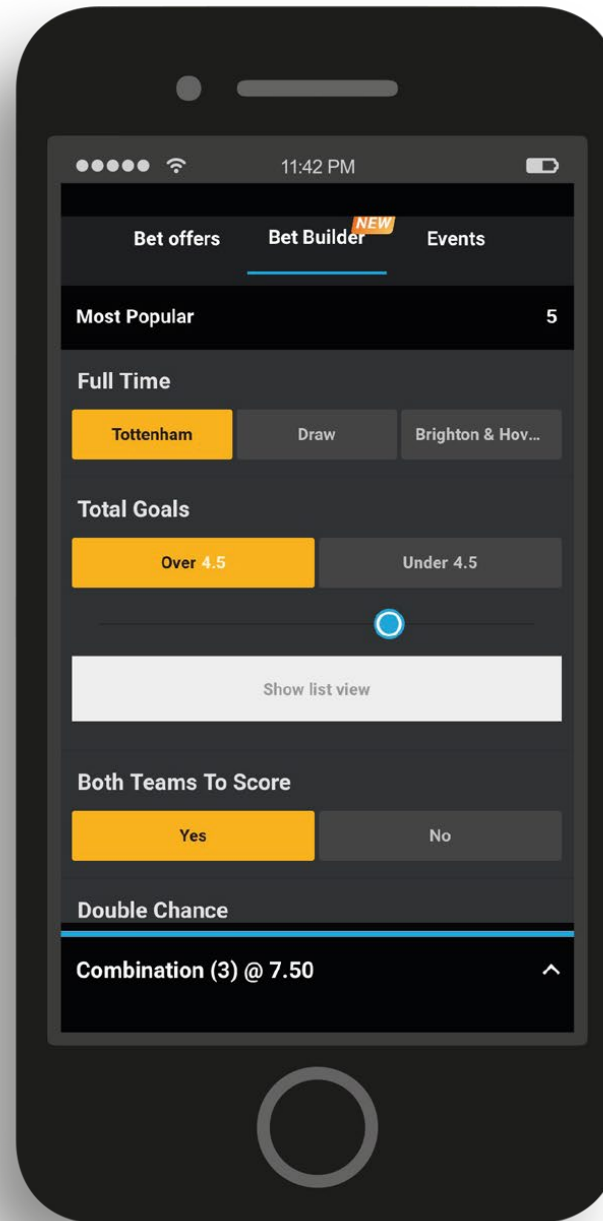 11:42 PM
NEW
Bet offers Bet Builder Events
Most Popular 5
Full Time
Tottenham Draw Brighton & Hov...
Total Goals
Over 4.5 Under 4.5
Show list view
Both Teams To Score
Yes No
Double Chance
Combination (3) @ 7.50